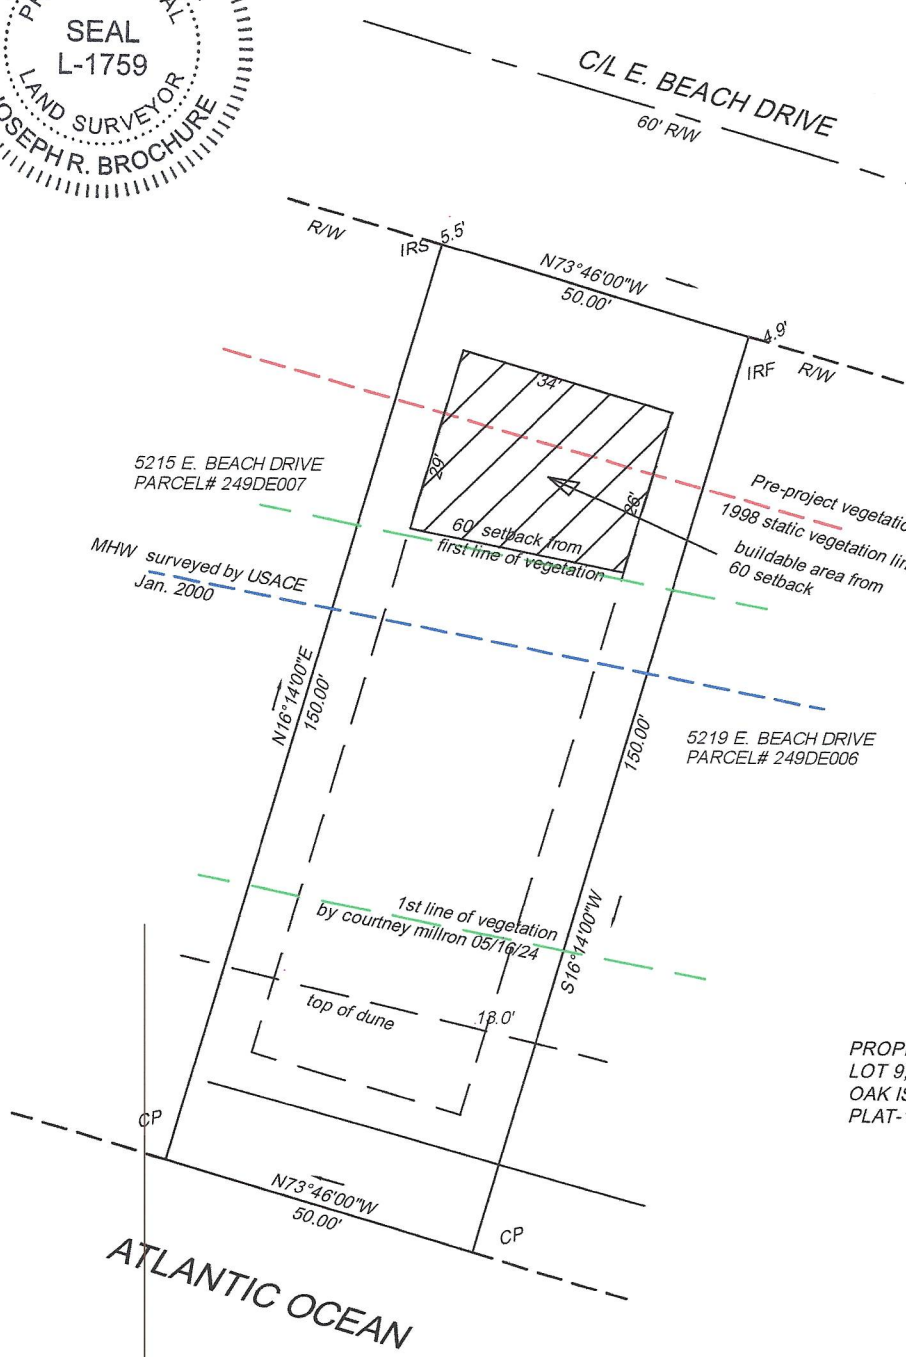 SEAL
L-1759
LAND SURVEYOR
JOSEPH R. BROCHURE
C/L E. BEACH DRIVE
60' R/W
R/W
IRS
5.5'
N73°46'00"W
50.00'
4.9'
IRF
R/W
34'
29'
26'
5215 E. BEACH DRIVE
PARCEL# 249DE007
Pre-project vegetation
1998 static vegetation
buildable area from
60 setback
60 setback from
first line of vegetation
MHW surveyed by USACE
Jan. 2000
N16°14'00"E
150.00'
150.00'
5219 E. BEACH DRIVE
PARCEL# 249DE006
1st line of vegetation
by courtney millron 05/16/24
S16°14'00"W
top of dune
13.0'
LOT 9,
OAK
PLAT-
CP
N73°46'00"W
50.00'
CP
ATLANTIC OCEAN